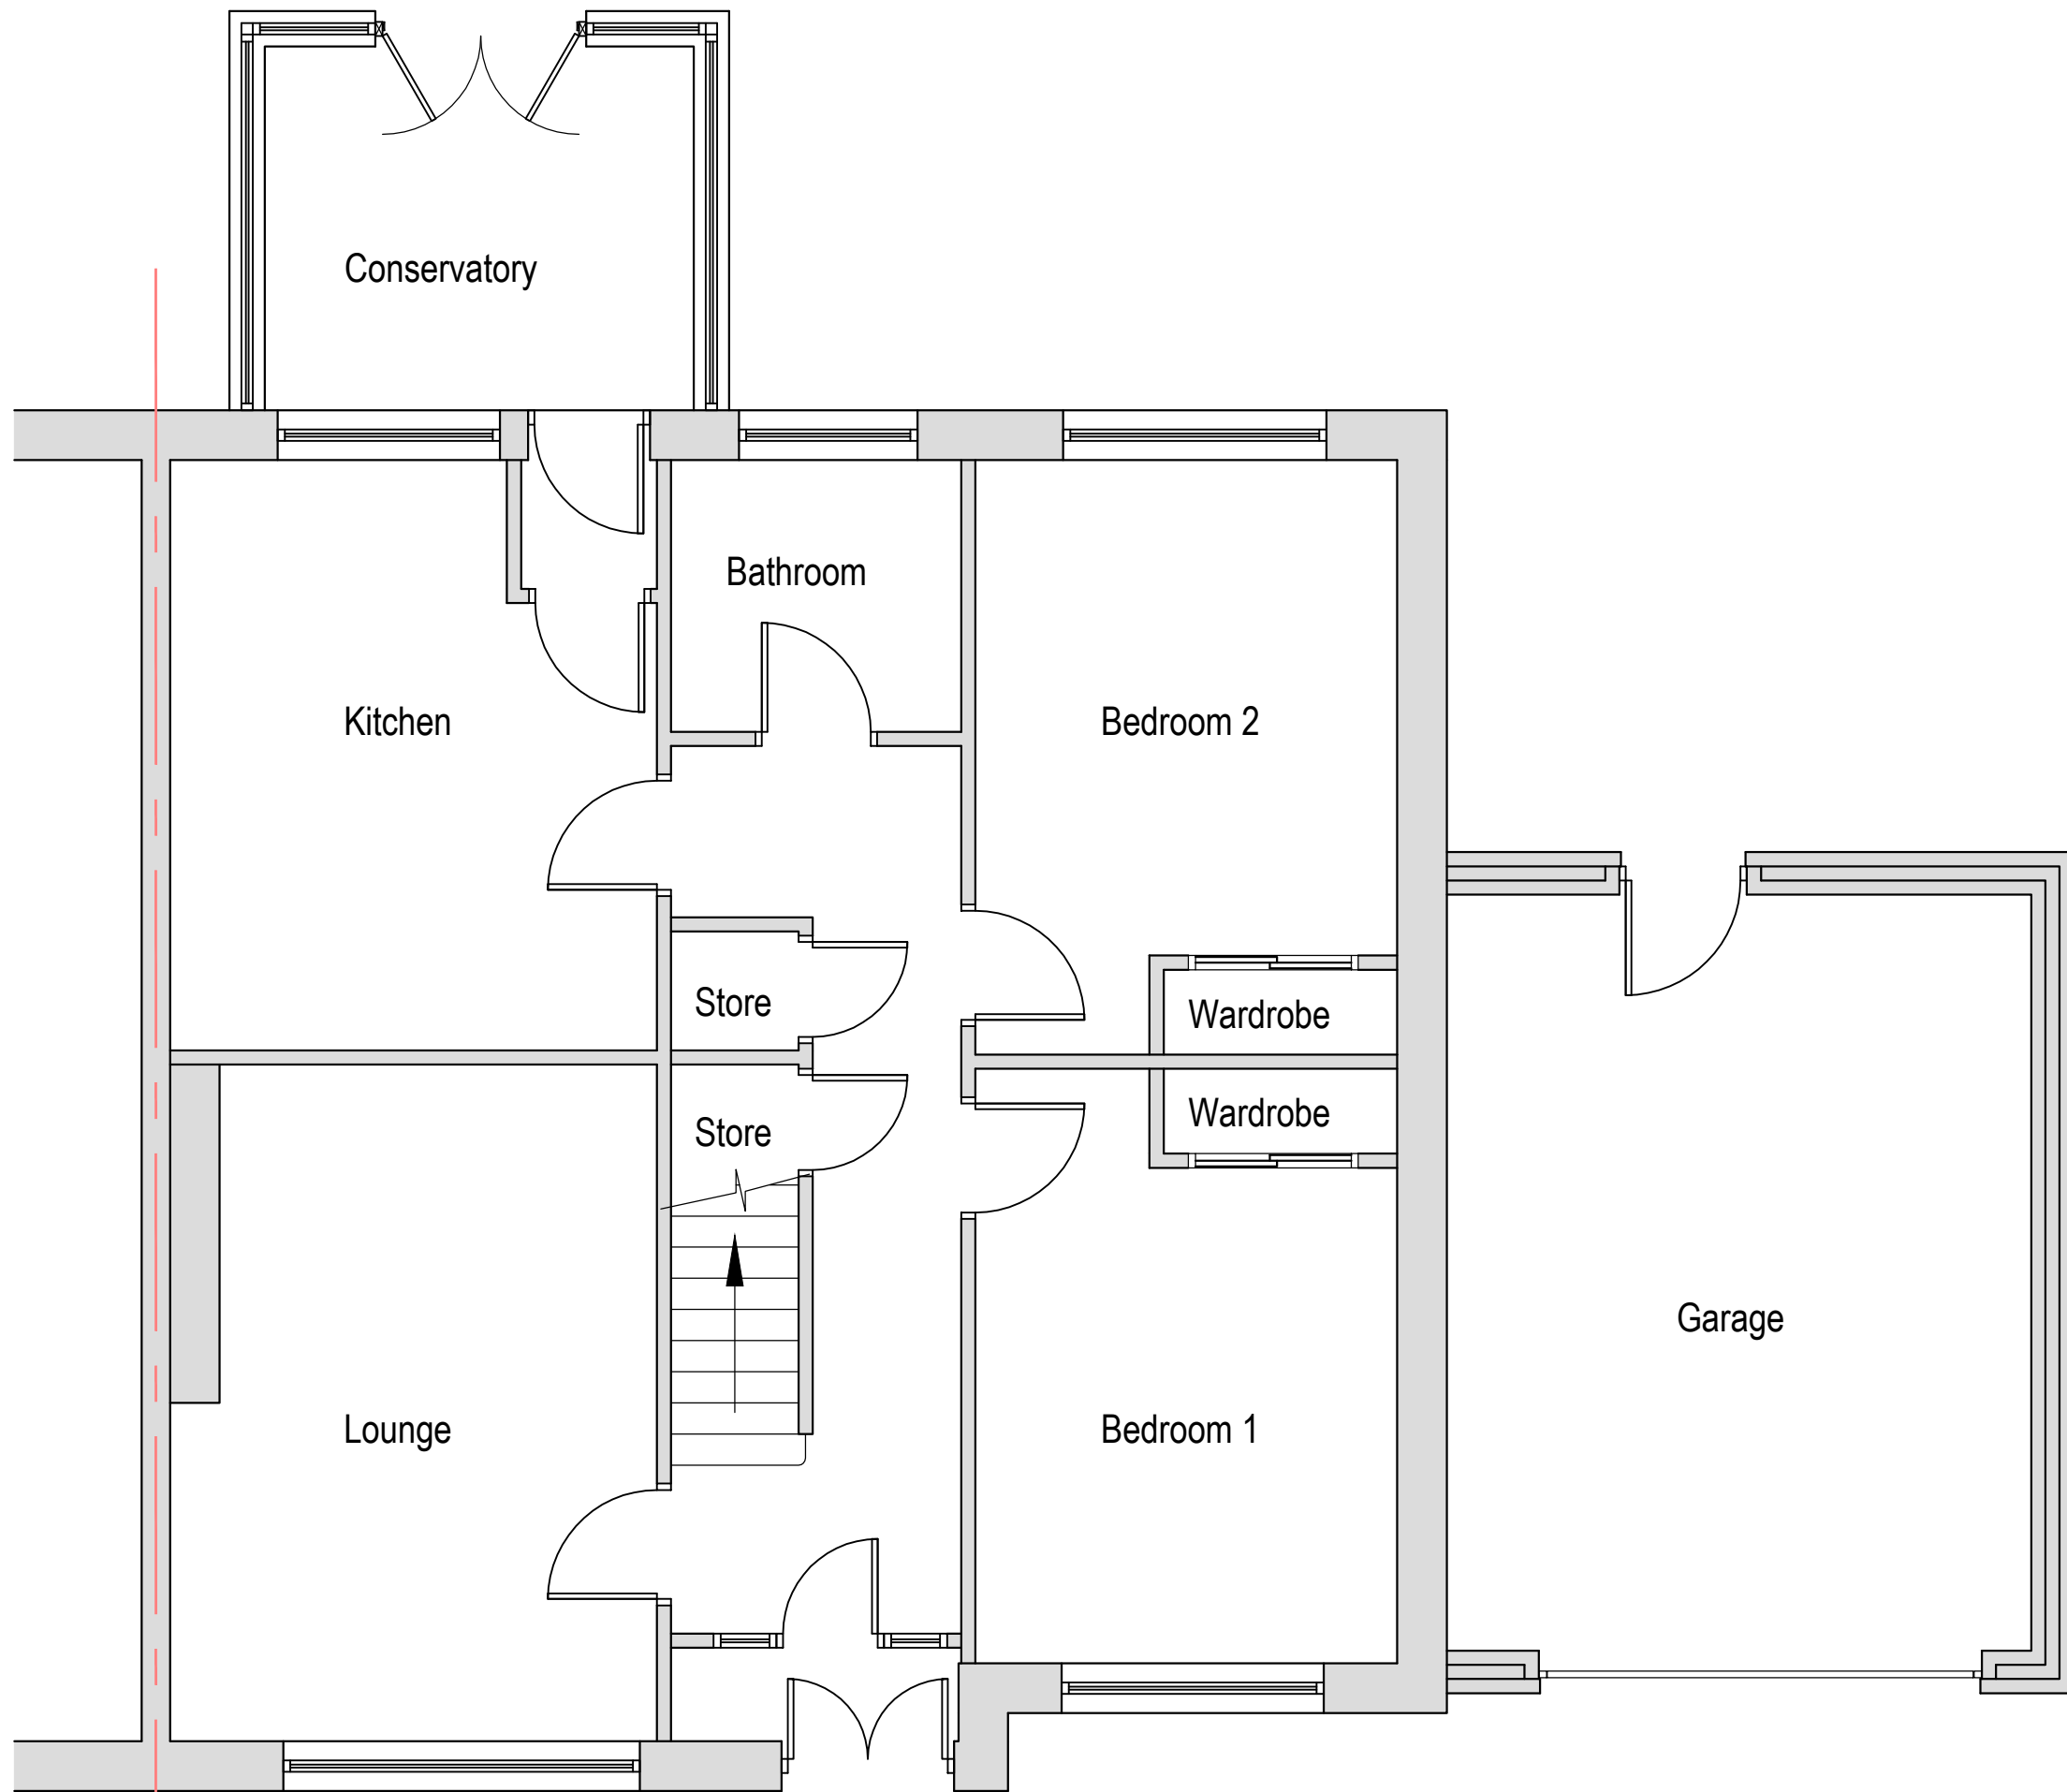 Conservatory
Bathroom
Kitchen
Bedroom 2
Store
Wardrobe
Wardrobe
Store
Garage
Lounge
Bedroom 1